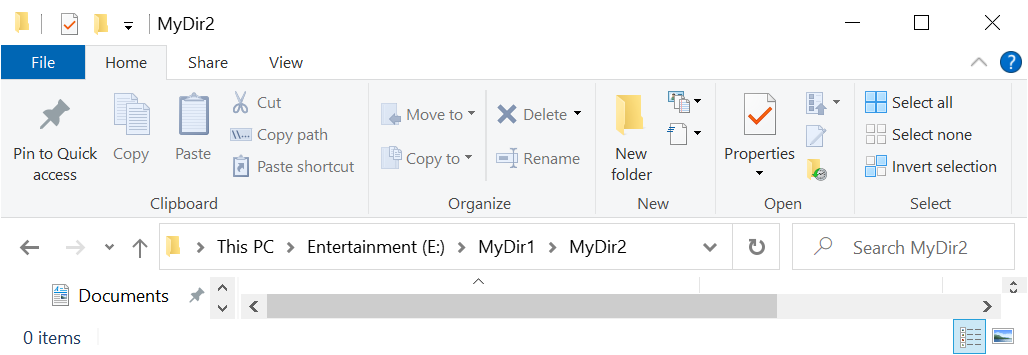 MyDir2
File Home Share View
Pin to Quick access
Copy
Paste
Cut
Copy path
Paste shortcut
Clipboard
Move to
Copy to
Delete
Rename
Organize
New folder
New
Properties
Open
Select all
Select none
Invert selection
Select
This PC Entertainment (E:) MyDir1 MyDir2
Search MyDir2
Documents
0 items